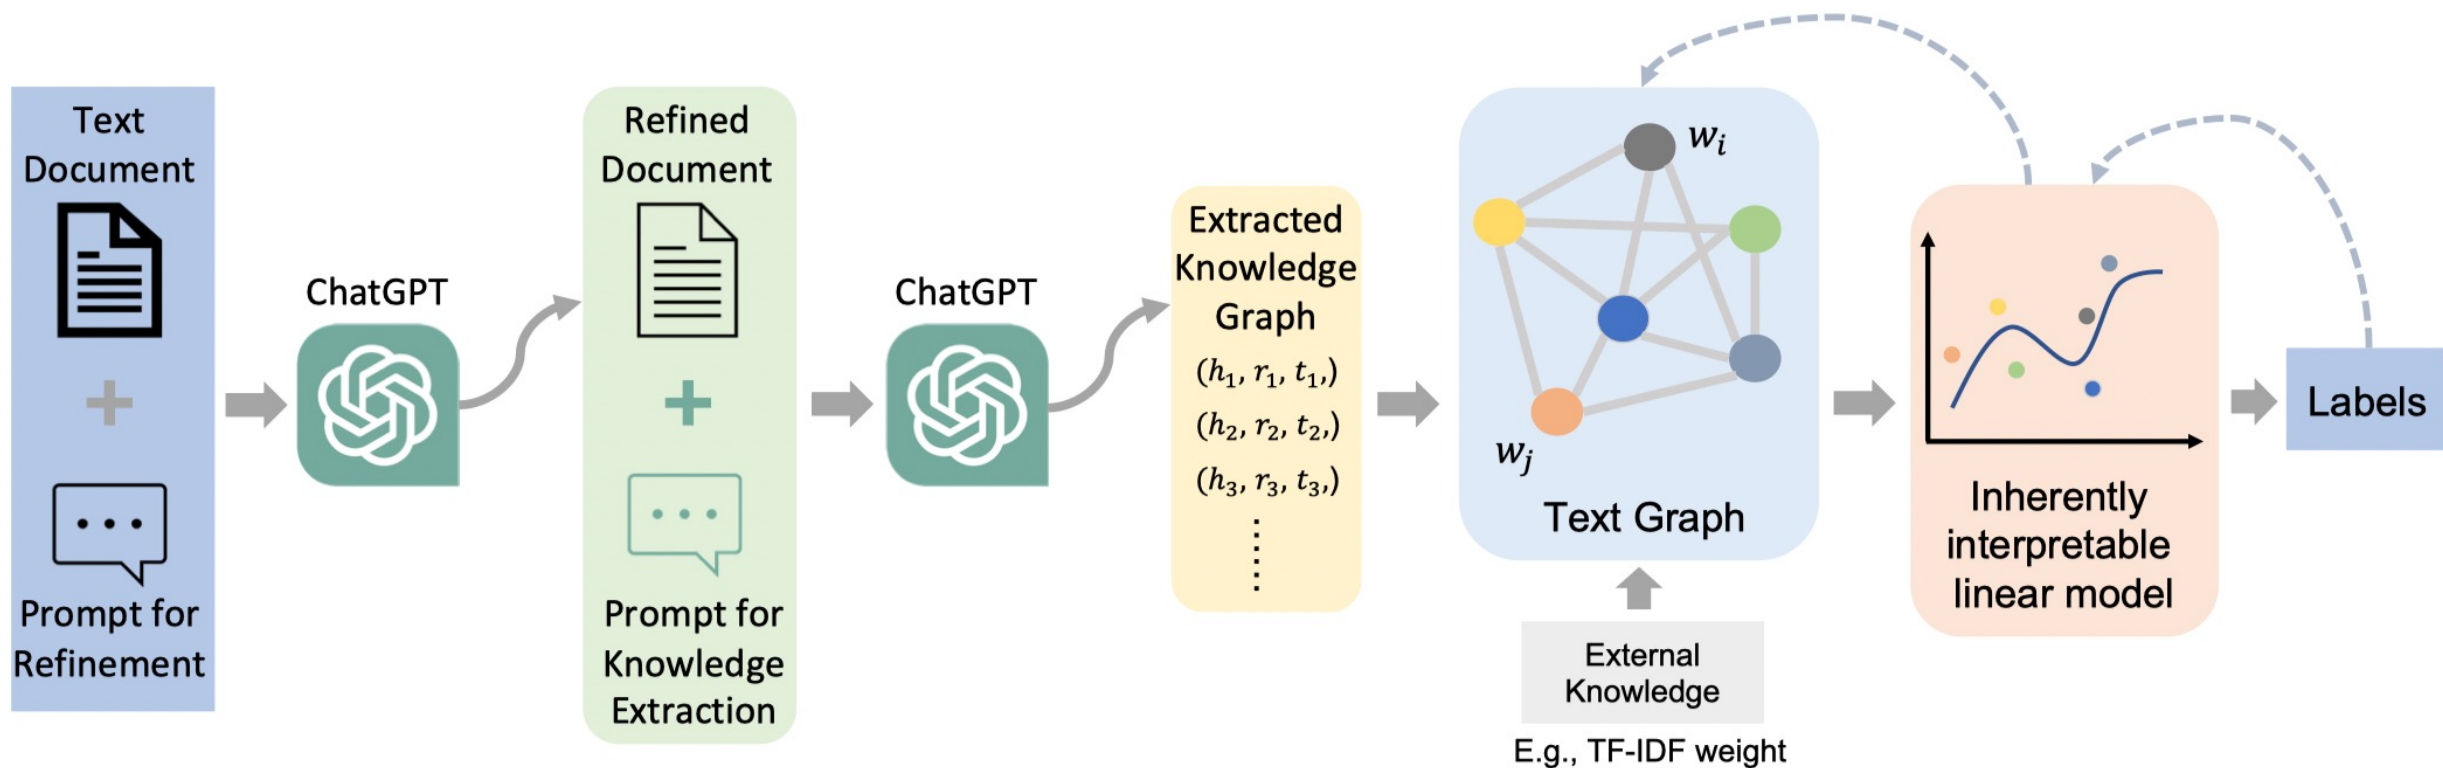 Text
Document
Prompt for
Refinement
ChatGPT
Refined
Document
Prompt for
Knowledge
Extraction
ChatGPT
Extracted
Knowledge
Graph
(h₁, r₁, t₁,)
(h₂, r₂, t₂,)
(h₃, r₃, t₃,)
wᵢ
wⱼ
Text Graph
External
Knowledge
E.g., TF-IDF weight
Inherently
interpretable
linear model
Labels